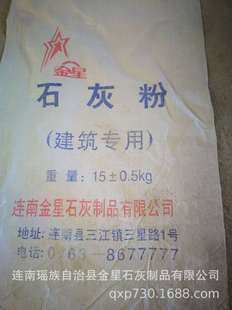 金星
石灰粉
(建筑专用)
重量: 15±0.5kg
连南金星石灰制品有限公司
地址: 连南县三江镇三星路1号
电话: 0763-8677777
连南瑶族自治县金星石灰制品有限公司
qxp730.1688.com